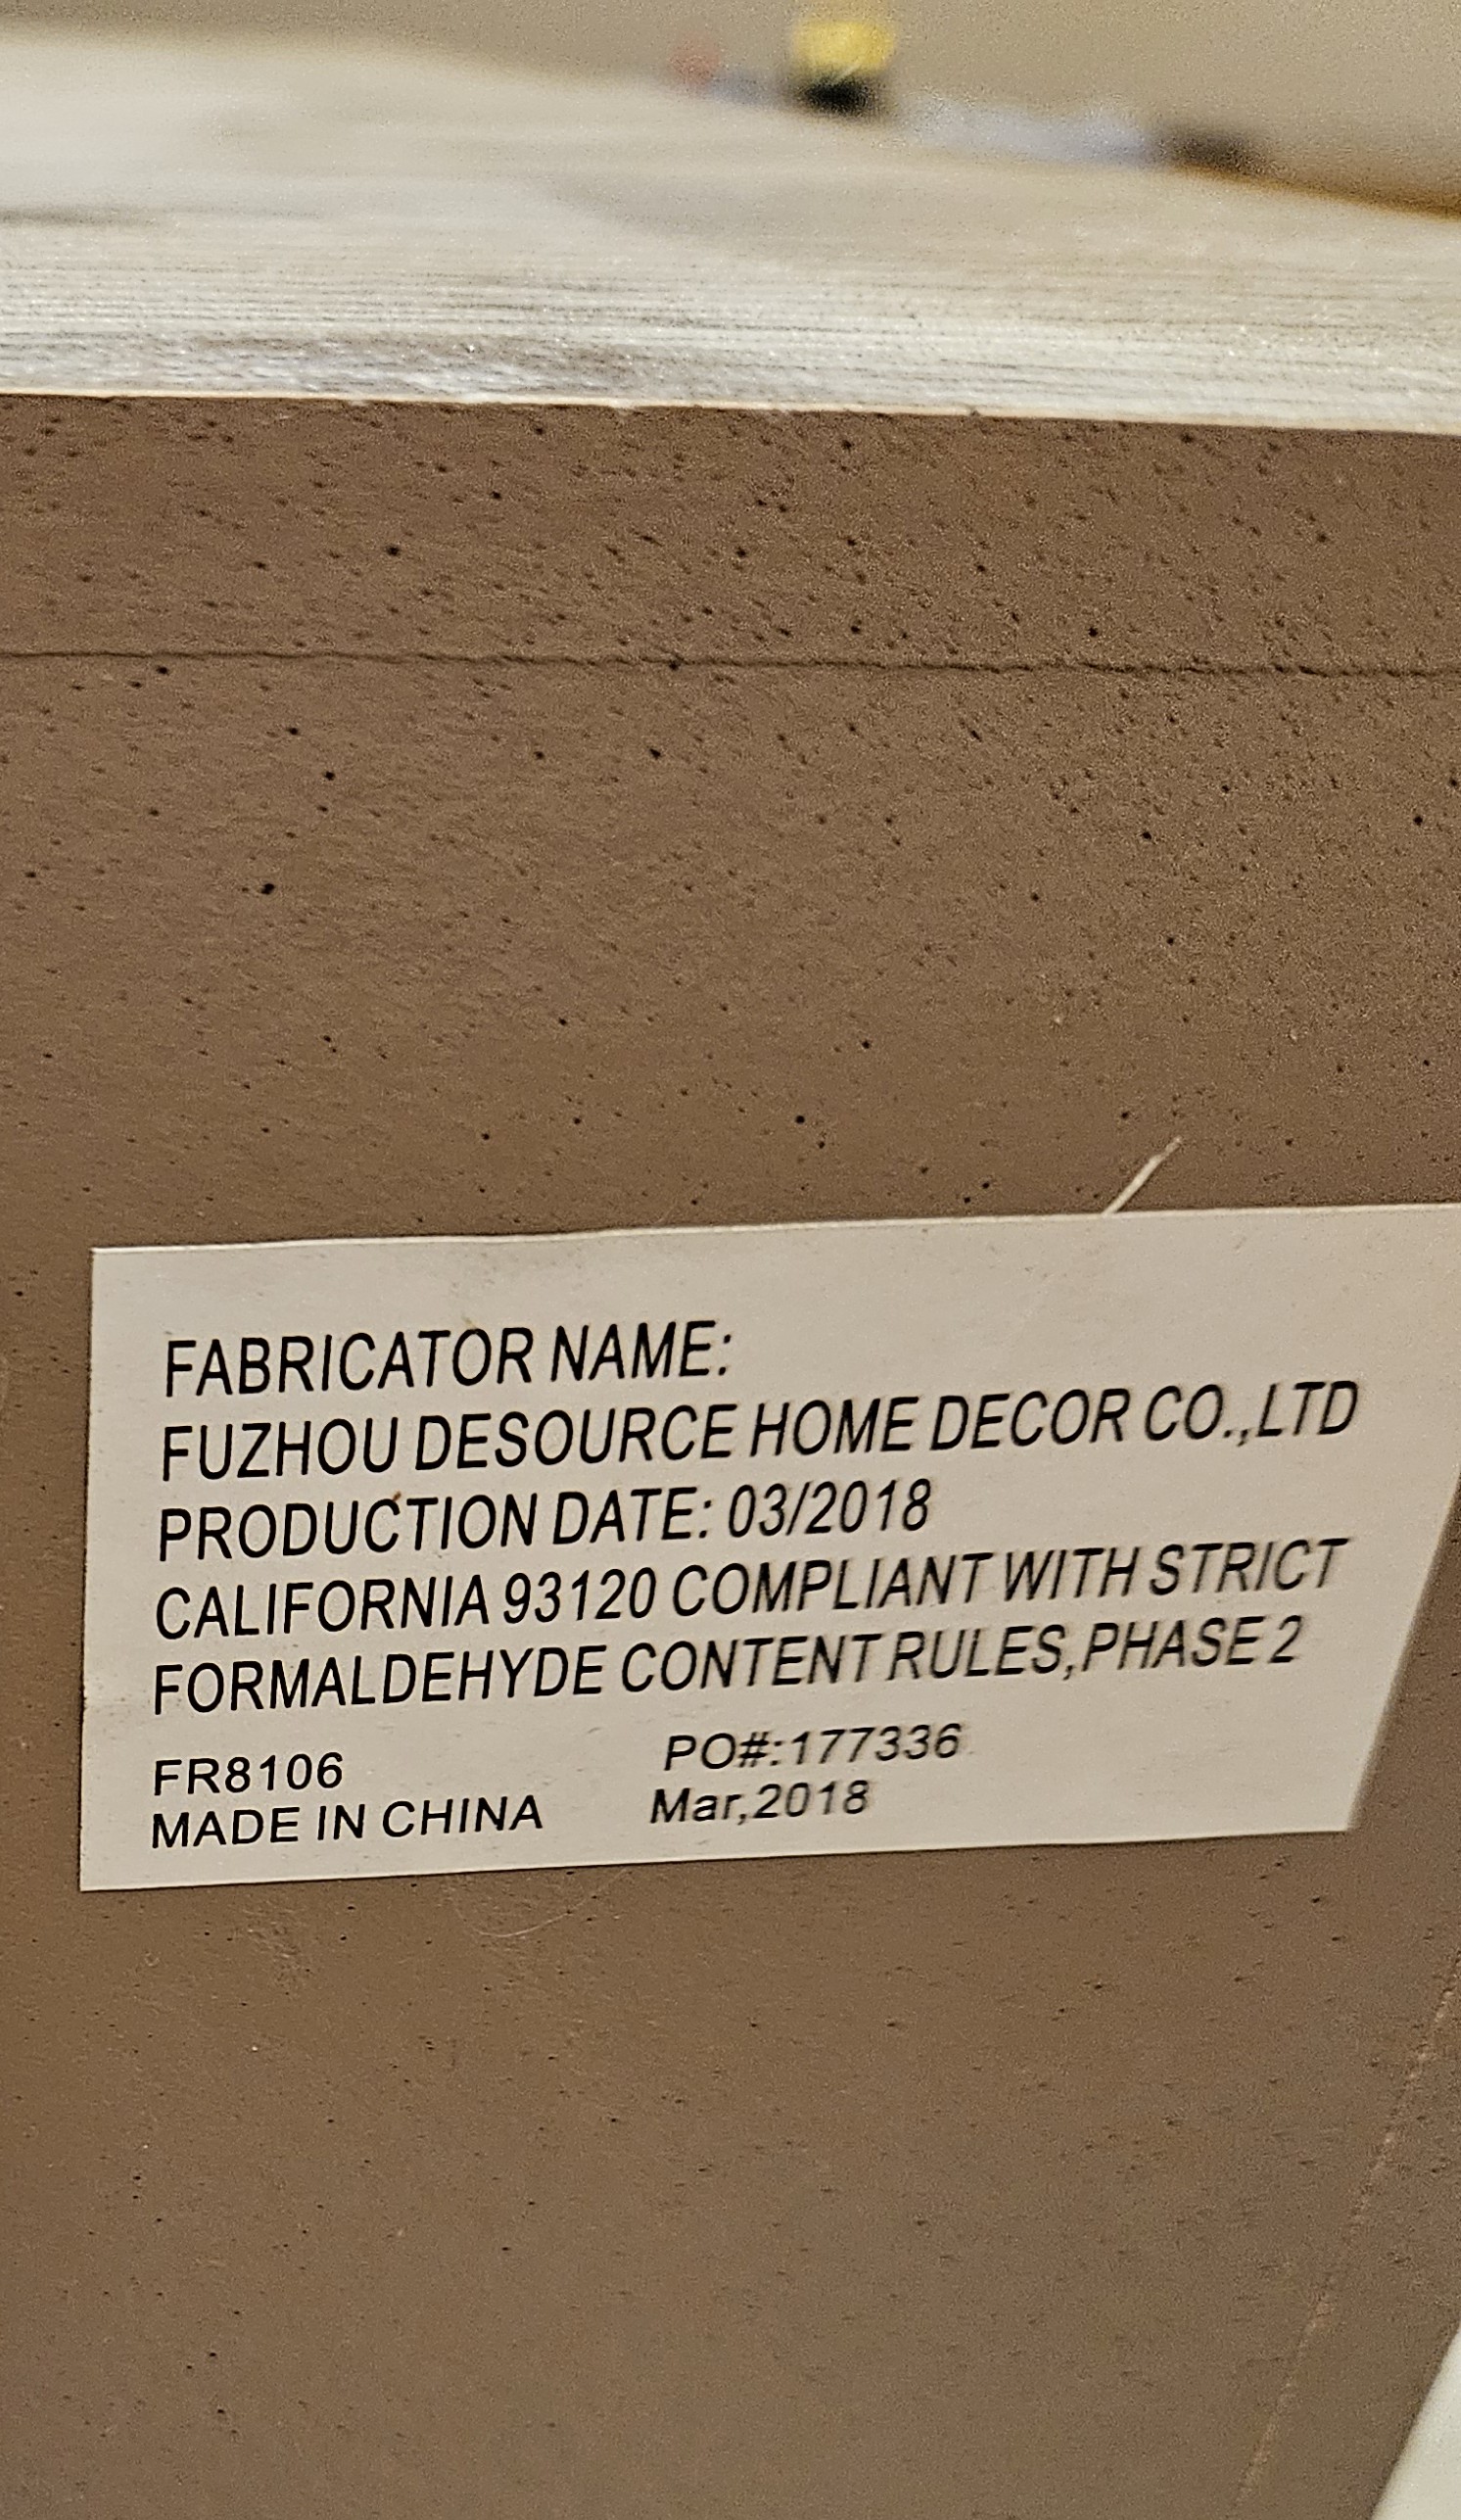 FABRICATOR NAME:
FUZHOU DESOURCE HOME DECOR CO.,LTD
PRODUCTION DATE: 03/2018
CALIFORNIA 93120 COMPLIANT WITH STRICT
FORMALDEHYDE CONTENT RULES,PHASE 2
FR8106 PO#:177336
MADE IN CHINA Mar,2018